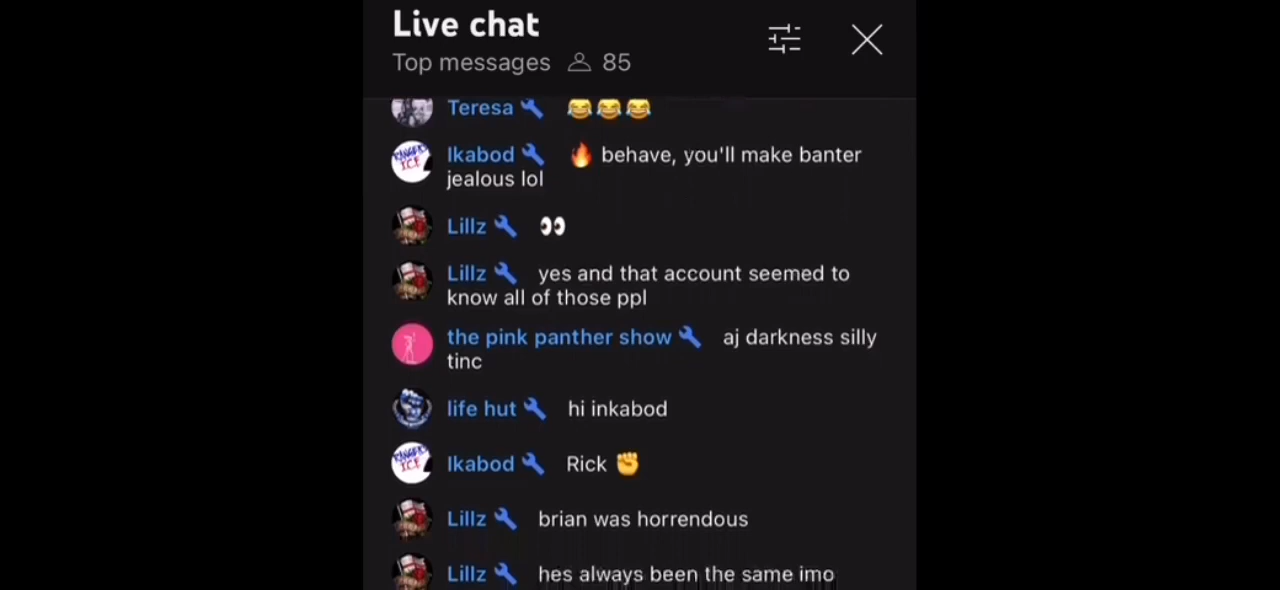 Live chat
Top messages 85
Teresa 😂😂😂
Ikabod 🔥 behave, you'll make banter
jealous lol
Lillz 👀
Lillz yes and that account seemed to
know all of those ppl
the pink panther show aj darkness silly
tinc
life hut hi inkabod
Ikabod Rick ✊
Lillz brian was horrendous
Lillz hes always been the same imo